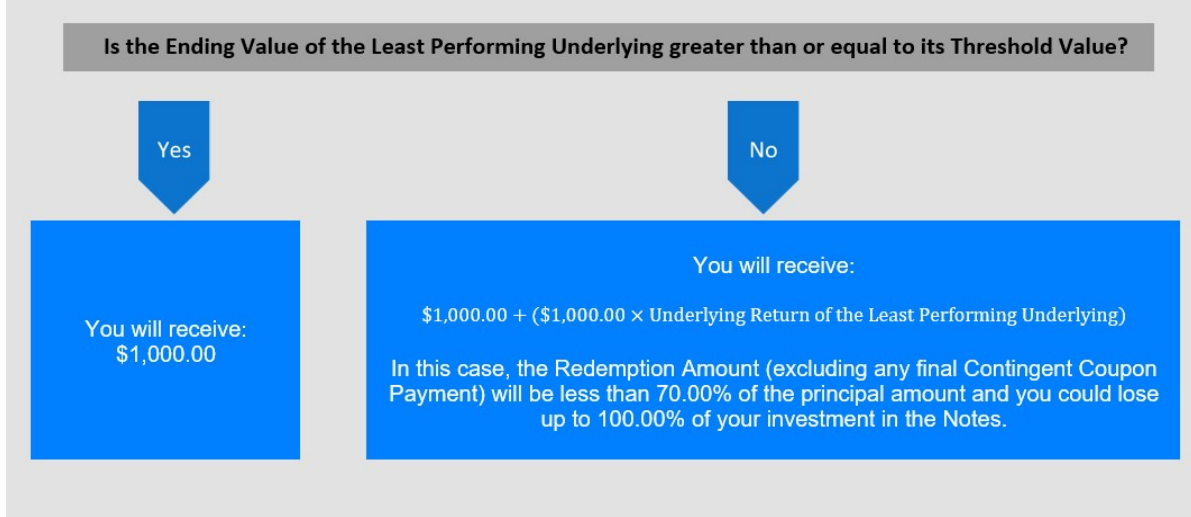 Is the Ending Value of the Least Performing Underlying greater than or equal to its Threshold Value?
Yes
No
You will receive:
$1,000.00
You will receive:
$1,000.00 + ($1,000.00 × Underlying Return of the Least Performing Underlying)
In this case, the Redemption Amount (excluding any final Contingent Coupon
Payment) will be less than 70.00% of the principal amount and you could lose
up to 100.00% of your investment in the Notes.